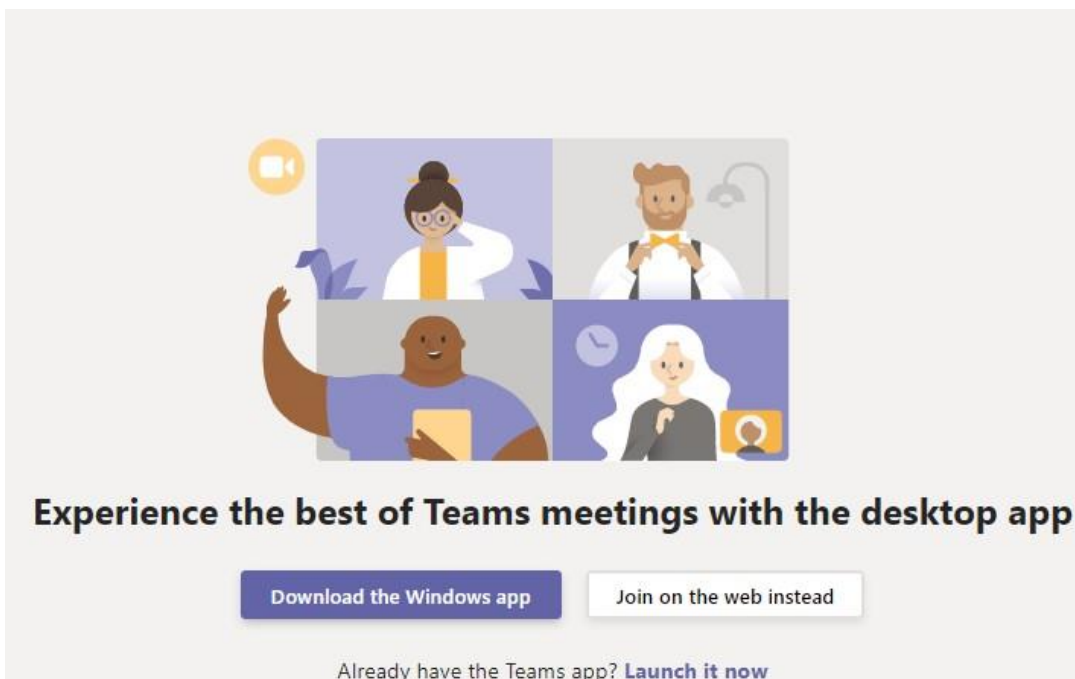 Experience the best of Teams meetings with the desktop app
Download the Windows app
Join on the web instead
Already have the Teams app? Launch it now